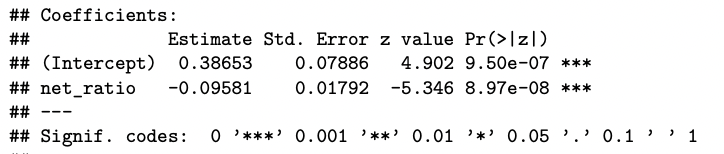 ## Coefficients:
##             Estimate Std. Error z value Pr(>|z|)
## (Intercept)  0.38653    0.07886   4.902 9.50e-07 ***
## net_ratio   -0.09581    0.01792  -5.346 8.97e-08 ***
## ---
## Signif. codes:  0 '***' 0.001 '**' 0.01 '*' 0.05 '.' 0.1 ' ' 1